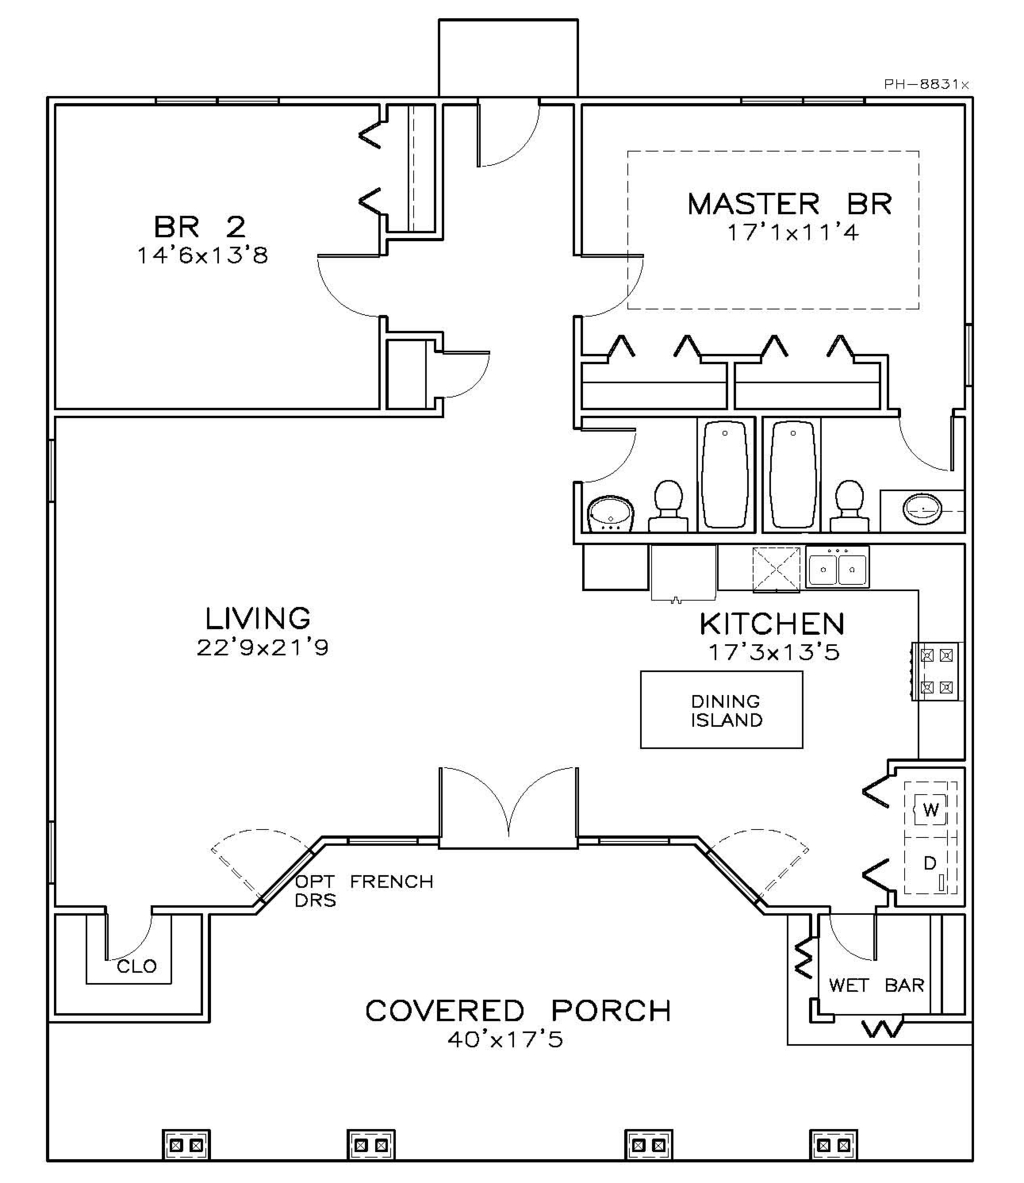 PH-8831x
MASTER BR
17'1x11'4
BR 2
14'6x13'8
LIVING
22'9x21'9
KITCHEN
17'3x13'5
DINING
ISLAND
W
D
OPT FRENCH
DRS
CLO
WET BAR
COVERED PORCH
40'x17'5